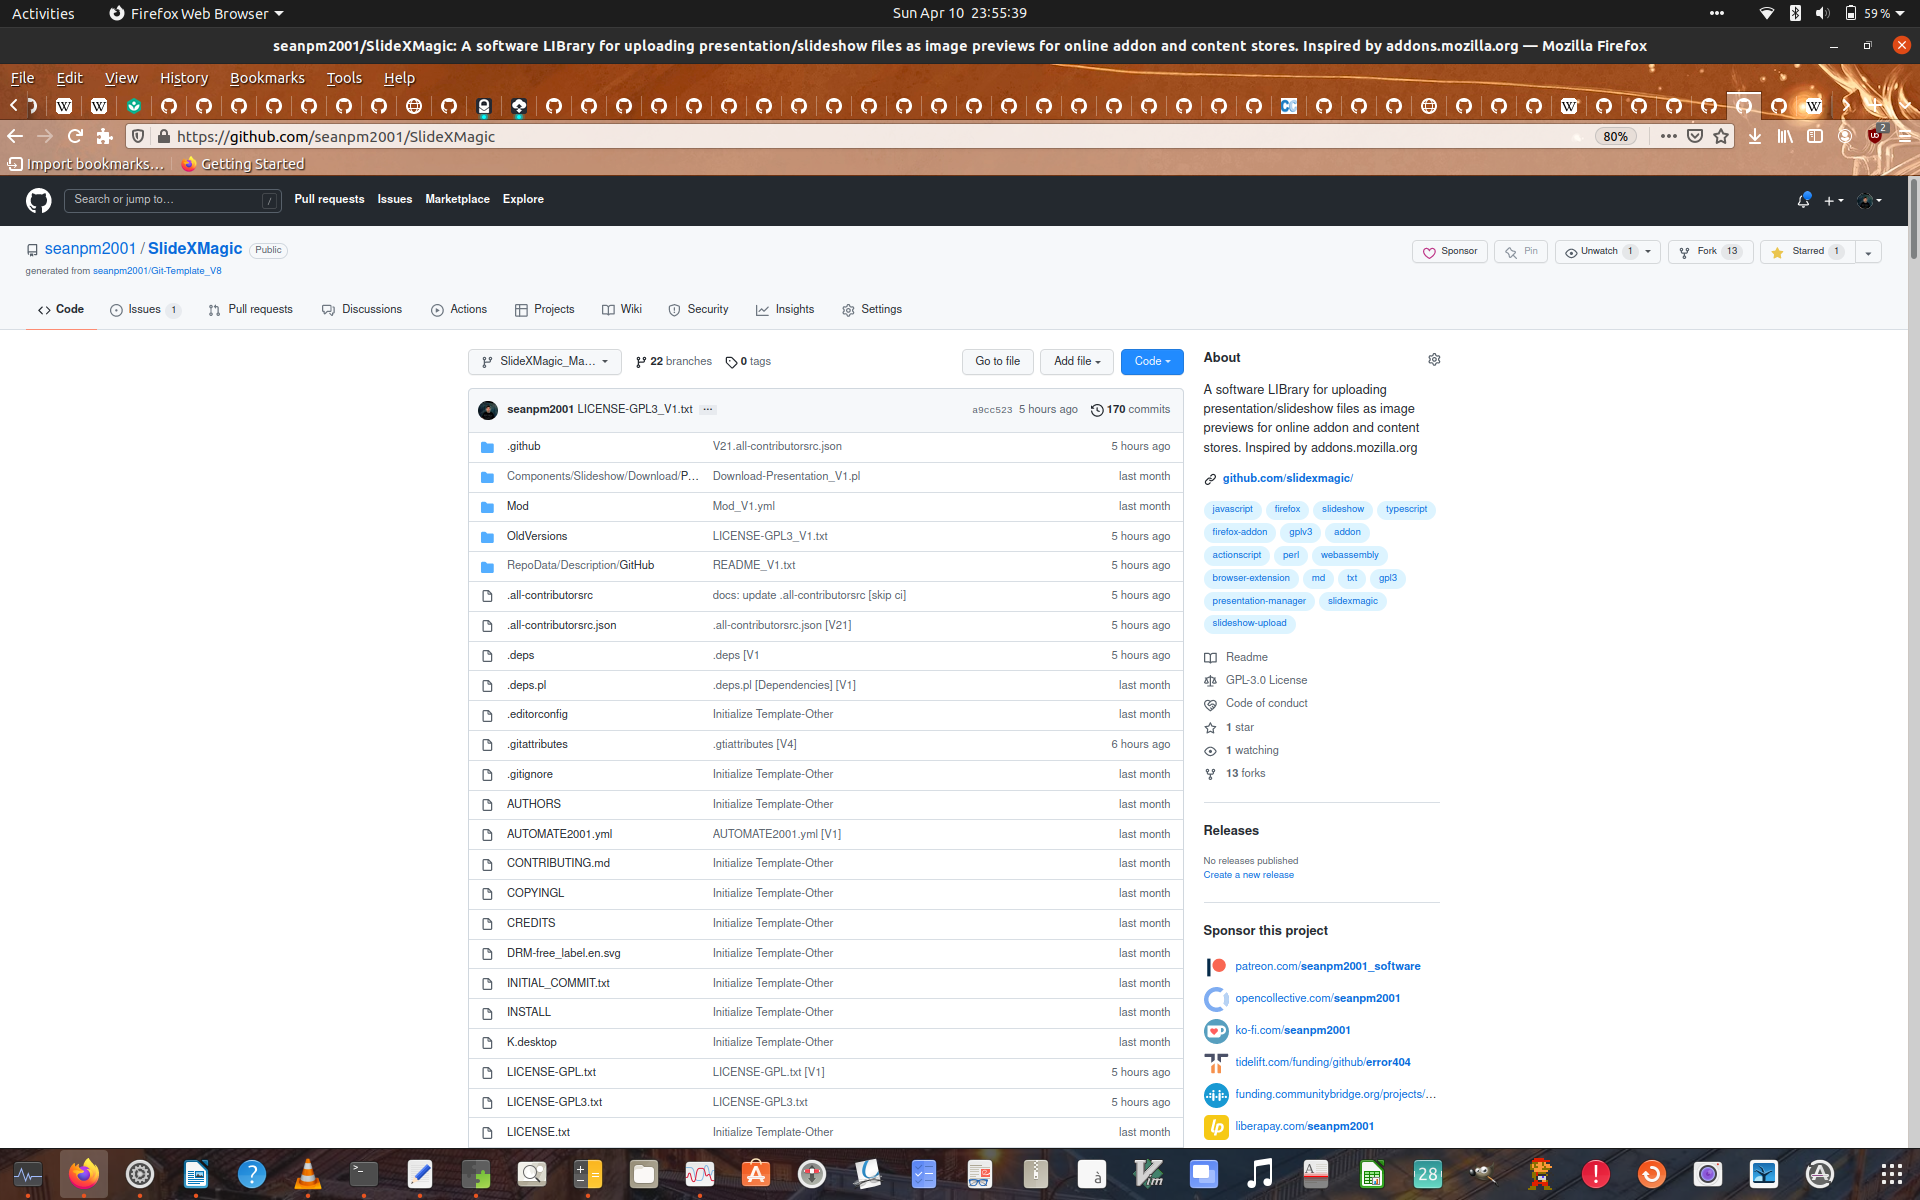 Activities Firefox Web Browser Sun Apr 10 23:55:39 59 %
seanpm2001/SlideXMagic: A software LIBrary for uploading presentation/slideshow files as image previews for online addon and content stores. Inspired by addons.mozilla.org — Mozilla Firefox
File Edit View History Bookmarks Tools Help
https://github.com/seanpm2001/SlideXMagic 80% 2
Import bookmarks... Getting Started
Search or jump to... / Pull requests Issues Marketplace Explore
seanpm2001 / SlideXMagic Public Sponsor Pin Unwatch 1 Fork 13 Starred 1
generated from seanpm2001/Git-Template_V8
Code Issues 1 Pull requests Discussions Actions Projects Wiki Security Insights Settings
SlideXMagic_Ma... 22 branches 0 tags Go to file Add file Code
seanpm2001 LICENSE-GPL3_V1.txt ... a9cc523 5 hours ago 170 commits
.github V21.all-contributorsrc.json 5 hours ago
Components/Slideshow/Download/P... Download-Presentation_V1.pl last month
Mod Mod_V1.yml last month
OldVersions LICENSE-GPL3_V1.txt 5 hours ago
RepoData/Description/GitHub README_V1.txt 5 hours ago
.all-contributorsrc docs: update .all-contributorsrc [skip ci] 5 hours ago
.all-contributorsrc.json .all-contributorsrc.json [V21] 5 hours ago
.deps .deps [V1 5 hours ago
.deps.pl .deps.pl [Dependencies] [V1] last month
.editorconfig Initialize Template-Other last month
.gitattributes .gtiattributes [V4] 6 hours ago
.gitignore Initialize Template-Other last month
AUTHORS Initialize Template-Other last month
AUTOMATE2001.yml AUTOMATE2001.yml [V1] last month
CONTRIBUTING.md Initialize Template-Other last month
COPYINGL Initialize Template-Other last month
CREDITS Initialize Template-Other last month
DRM-free_label.en.svg Initialize Template-Other last month
INITIAL_COMMIT.txt Initialize Template-Other last month
INSTALL Initialize Template-Other last month
K.desktop Initialize Template-Other last month
LICENSE-GPL.txt LICENSE-GPL.txt [V1] 5 hours ago
LICENSE-GPL3.txt LICENSE-GPL3.txt 5 hours ago
LICENSE.txt Initialize Template-Other last month
About
A software LIBrary for uploading
presentation/slideshow files as image
previews for online addon and content
stores. Inspired by addons.mozilla.org
github.com/slidexmagic/
javascript firefox slideshow typescript
firefox-addon gplv3 addon
actionscript perl webassembly
browser-extension md txt gpl3
presentation-manager slidexmagic
slideshow-upload
Readme
GPL-3.0 License
Code of conduct
1 star
1 watching
13 forks
Releases
No releases published
Create a new release
Sponsor this project
patreon.com/seanpm2001_software
opencollective.com/seanpm2001
ko-fi.com/seanpm2001
tidelift.com/funding/github/error404
funding.communitybridge.org/projects/...
liberapay.com/seanpm2001
28